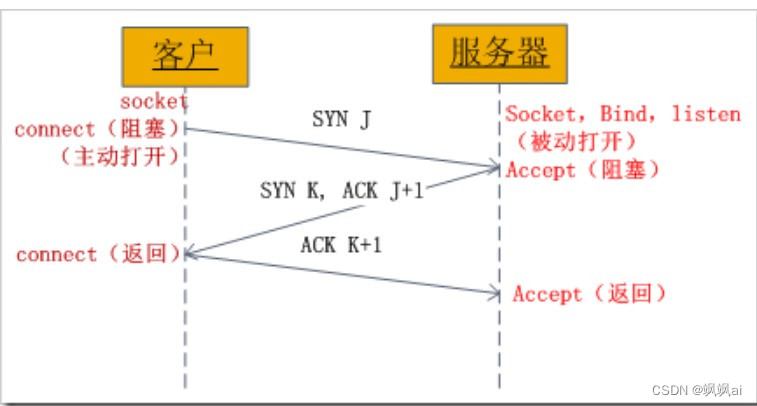 客户
服务器
socket
connect（阻塞）
（主动打开）
SYN J
Socket, Bind, listen
（被动打开）
Accept（阻塞）
SYN K, ACK J+1
connect（返回）
ACK K+1
Accept（返回）
CSDN @飒飒ai